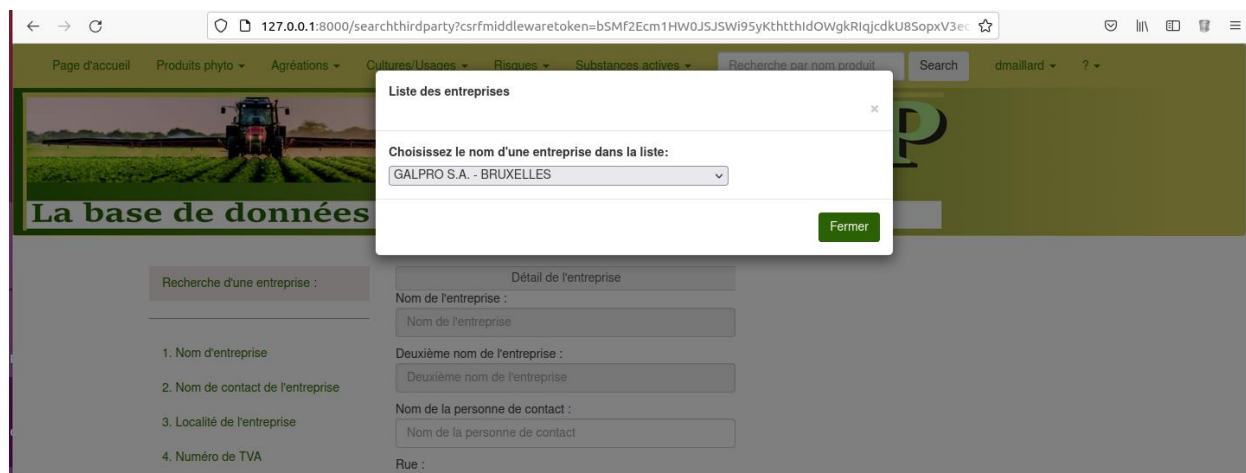 127.0.0.1:8000/searchthirdparty?csrfmiddlewaretoken=bSMf2Ecm1HW0JSJSWi95yKthtthIdOWgkRIqjcdkU8SopxV3ec
Page d'accueil Produits phyto Agréations Cultures/Usages Risques Substances actives Recherche par nom produit Search dmaillard ?
Liste des entreprises
×
P
Choisissez le nom d'une entreprise dans la liste:
GALPRO S.A. - BRUXELLES
La base de données
Fermer
Recherche d'une entreprise :
1. Nom d'entreprise
2. Nom de contact de l'entreprise
3. Localité de l'entreprise
4. Numéro de TVA
Détail de l'entreprise
Nom de l'entreprise :
Nom de l'entreprise
Deuxième nom de l'entreprise :
Deuxième nom de l'entreprise
Nom de la personne de contact :
Nom de la personne de contact
Rue :